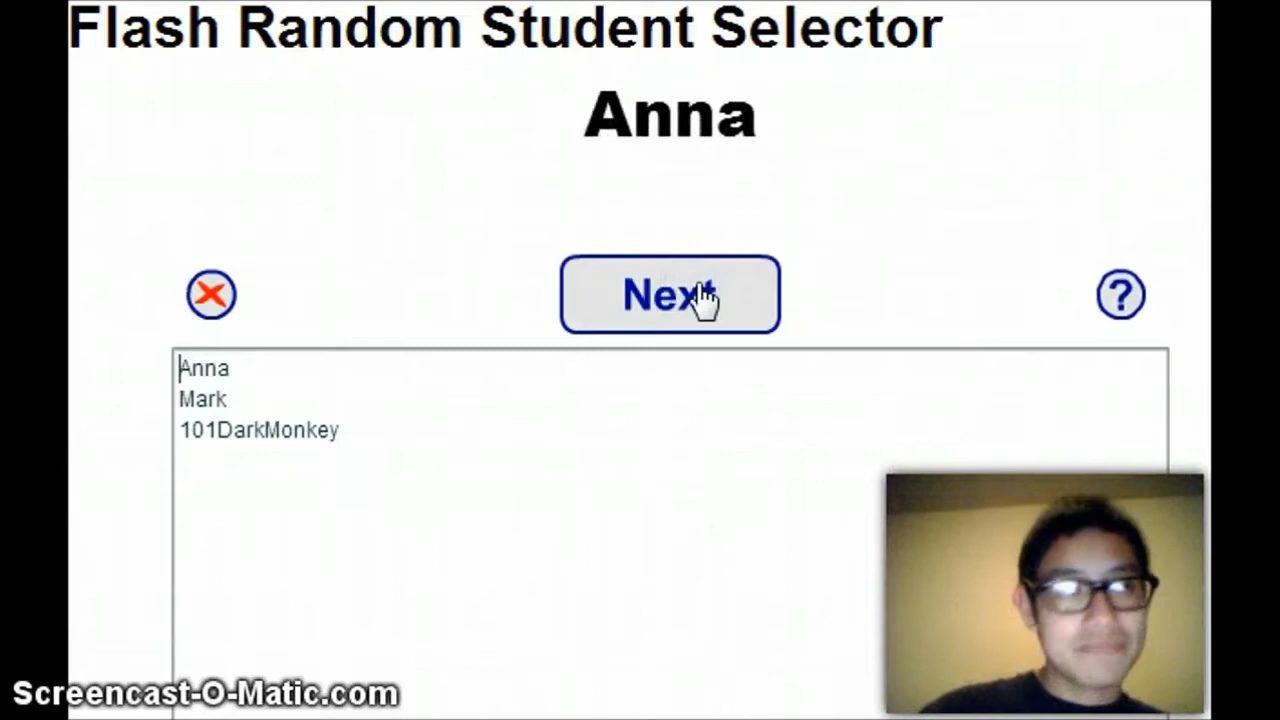 Flash Random Student Selector
Anna
Next
?
Anna
Mark
101DarkMonkey
Screencast-O-Matic.com